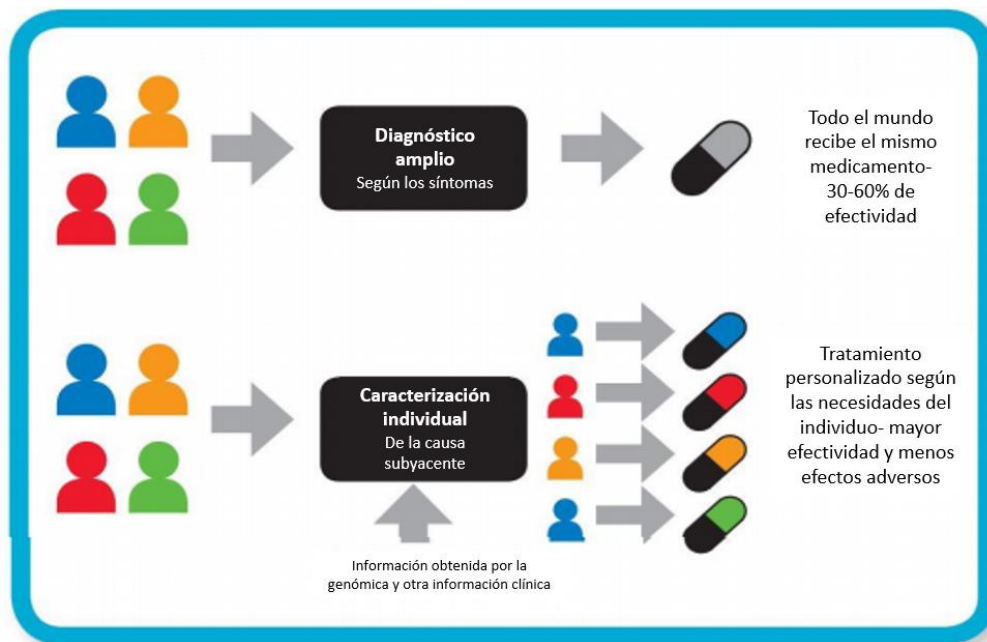 Diagnóstico
amplio
Según los síntomas
Todo el mundo
recibe el mismo
medicamento-
30-60% de
efectividad
Caracterización
individual
De la causa
subyacente
Información obtenida por la
genómica y otra información clínica
Tratamiento
personalizado según
las necesidades del
individuo- mayor
efectividad y menos
efectos adversos